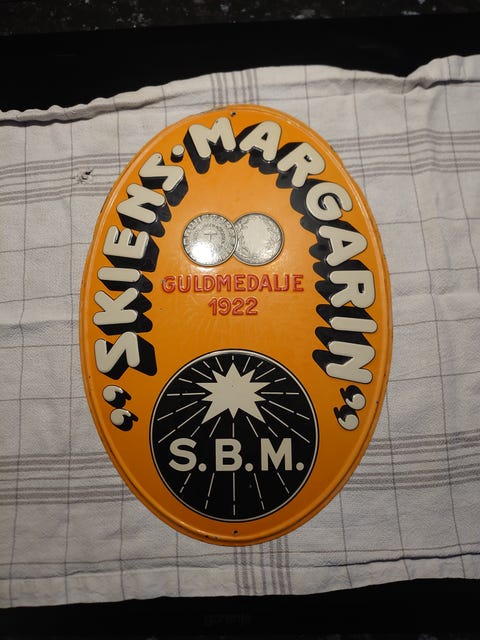 „SKIENS·MARGARIN”
GULDMEDALJE
1922
S.B.M.